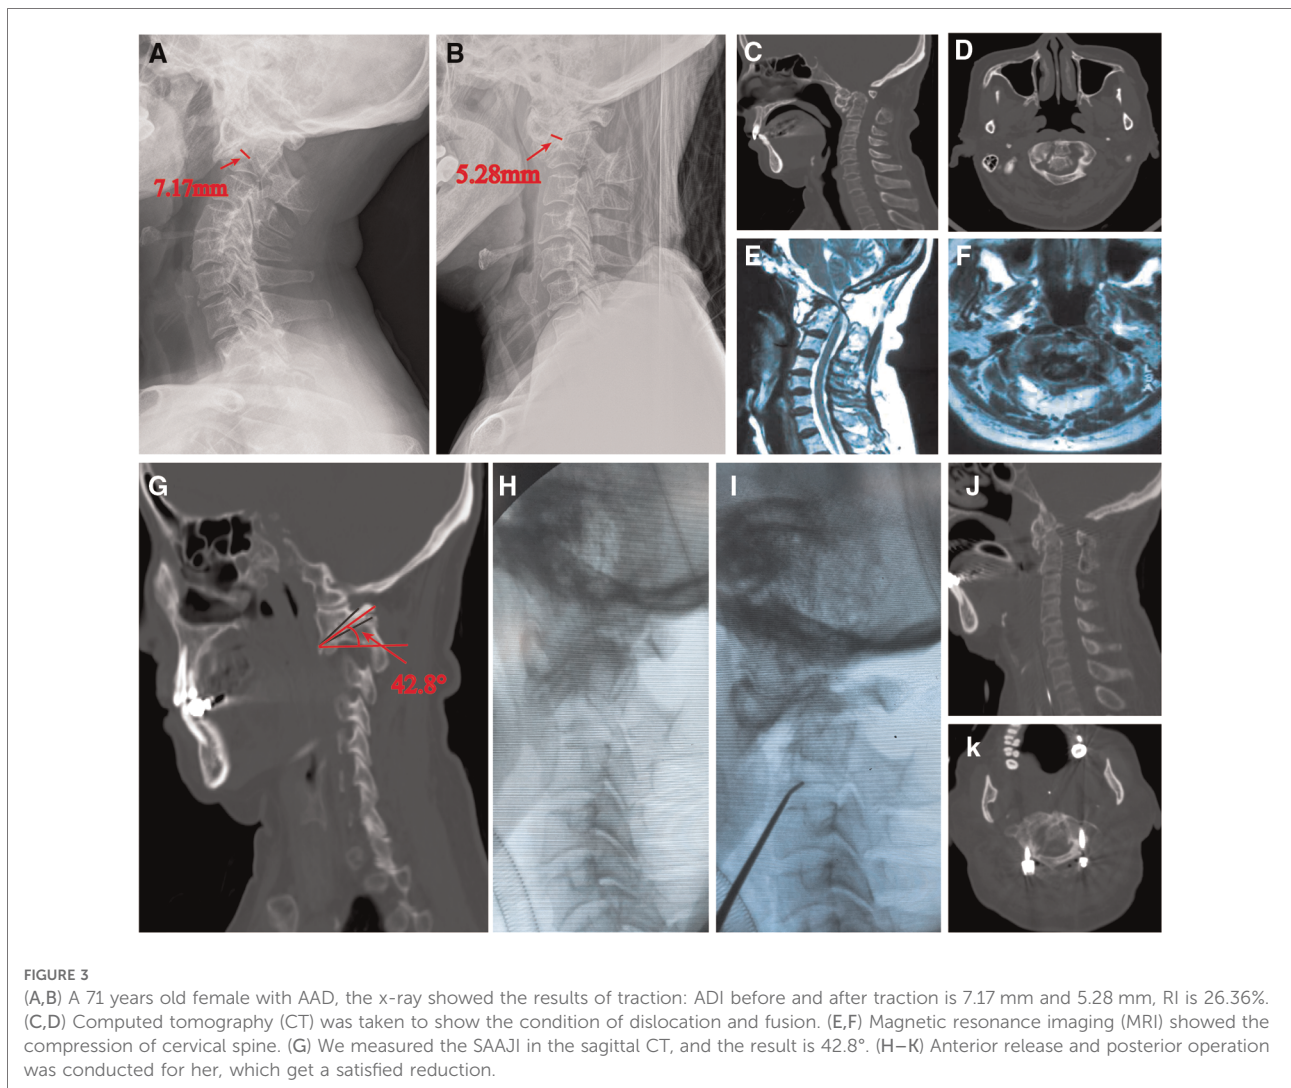 A
B
C
D
7.17mm
5.28mm
E
F
G
H
I
J
42.8°
k
FIGURE 3
(A,B) A 71 years old female with AAD, the x-ray showed the results of traction: ADI before and after traction is 7.17 mm and 5.28 mm, RI is 26.36%.
(C,D) Computed tomography (CT) was taken to show the condition of dislocation and fusion. (E,F) Magnetic resonance imaging (MRI) showed the
compression of cervical spine. (G) We measured the SAAJI in the sagittal CT, and the result is 42.8°. (H–K) Anterior release and posterior operation
was conducted for her, which get a satisfied reduction.